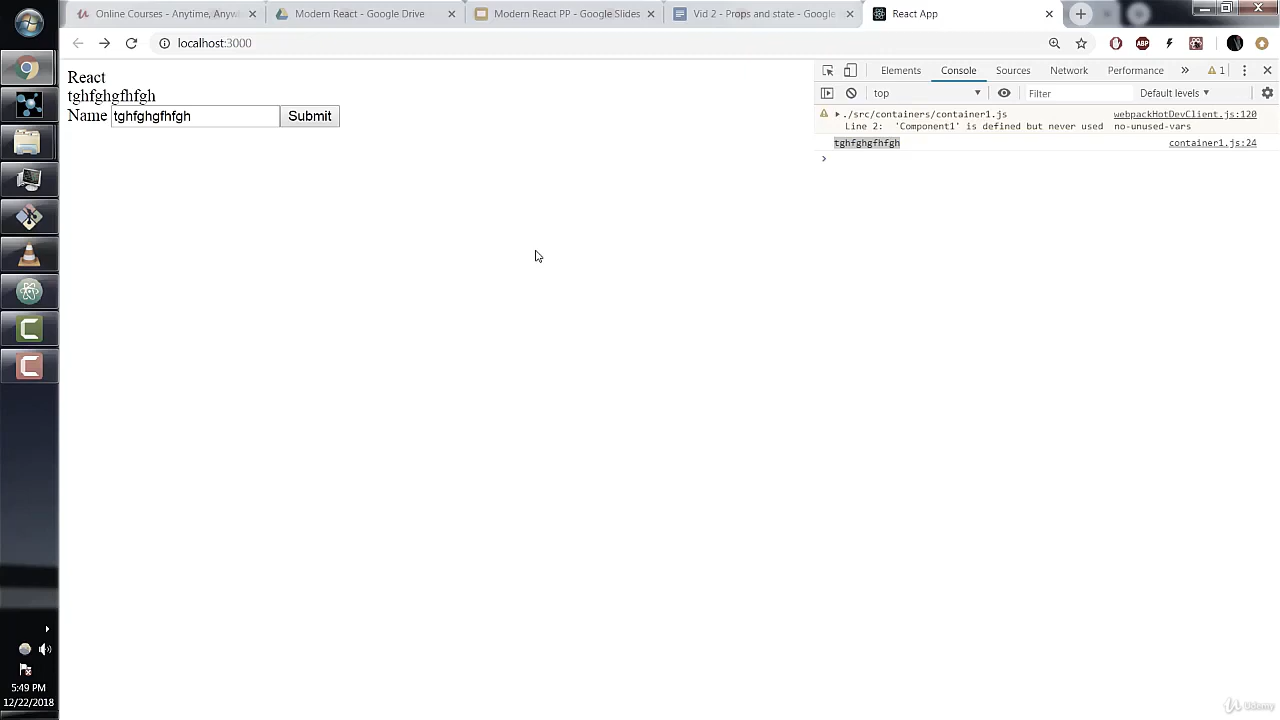 Online Courses - Anytime, Anyw
Modern React - Google Drive
Modern React PP - Google Slides
Vid 2 - Props and state - Google
React App
localhost:3000
ABP
React
tghfghgfhfgh
Name tghfghgfhfgh Submit
Elements Console Sources Network Performance » 1
top Filter Default levels
./src/containers/container1.js webpackHotDevClient.js:120
Line 2: 'Component1' is defined but never used no-unused-vars
tghfghgfhfgh container1.js:24
5:49 PM
12/22/2018
Udemy